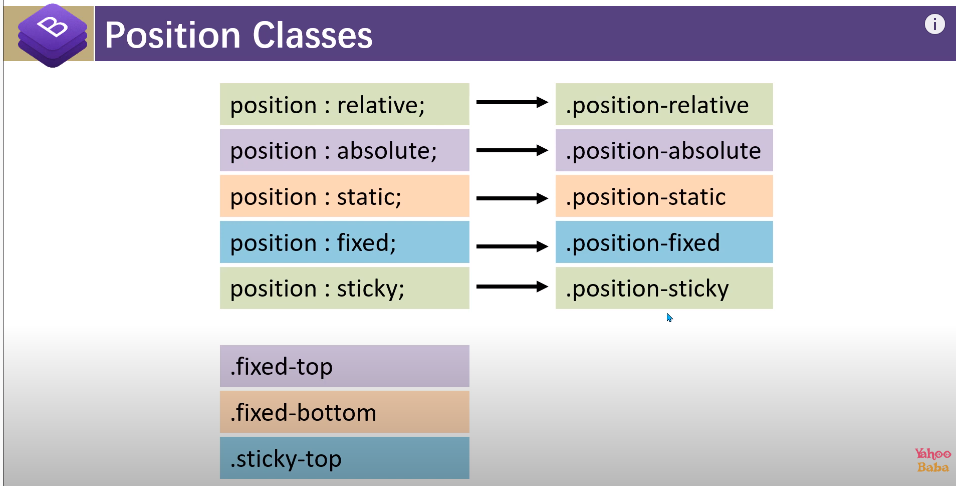 B
Position Classes
i
position : relative;
.position-relative
position : absolute;
.position-absolute
position : static;
.position-static
position : fixed;
.position-fixed
position : sticky;
.position-sticky
.fixed-top
.fixed-bottom
.sticky-top
Yahoo
Baba